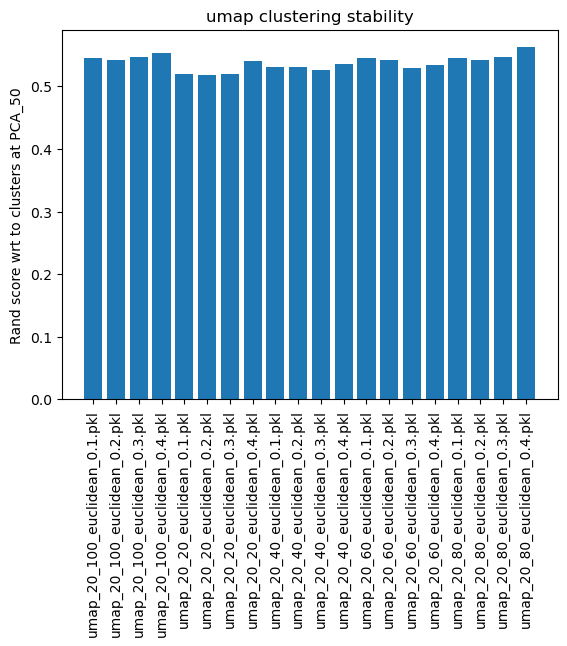 umap clustering stability
Rand score wrt to clusters at PCA_50
0.5
0.4
0.3
0.2
0.1
0.0
umap_20_100_euclidean_0.1.pkl
umap_20_100_euclidean_0.2.pkl
umap_20_100_euclidean_0.3.pkl
umap_20_100_euclidean_0.4.pkl
umap_20_20_euclidean_0.1.pkl
umap_20_20_euclidean_0.2.pkl
umap_20_20_euclidean_0.3.pkl
umap_20_20_euclidean_0.4.pkl
umap_20_40_euclidean_0.1.pkl
umap_20_40_euclidean_0.2.pkl
umap_20_40_euclidean_0.3.pkl
umap_20_40_euclidean_0.4.pkl
umap_20_60_euclidean_0.1.pkl
umap_20_60_euclidean_0.2.pkl
umap_20_60_euclidean_0.3.pkl
umap_20_60_euclidean_0.4.pkl
umap_20_80_euclidean_0.1.pkl
umap_20_80_euclidean_0.2.pkl
umap_20_80_euclidean_0.3.pkl
umap_20_80_euclidean_0.4.pkl